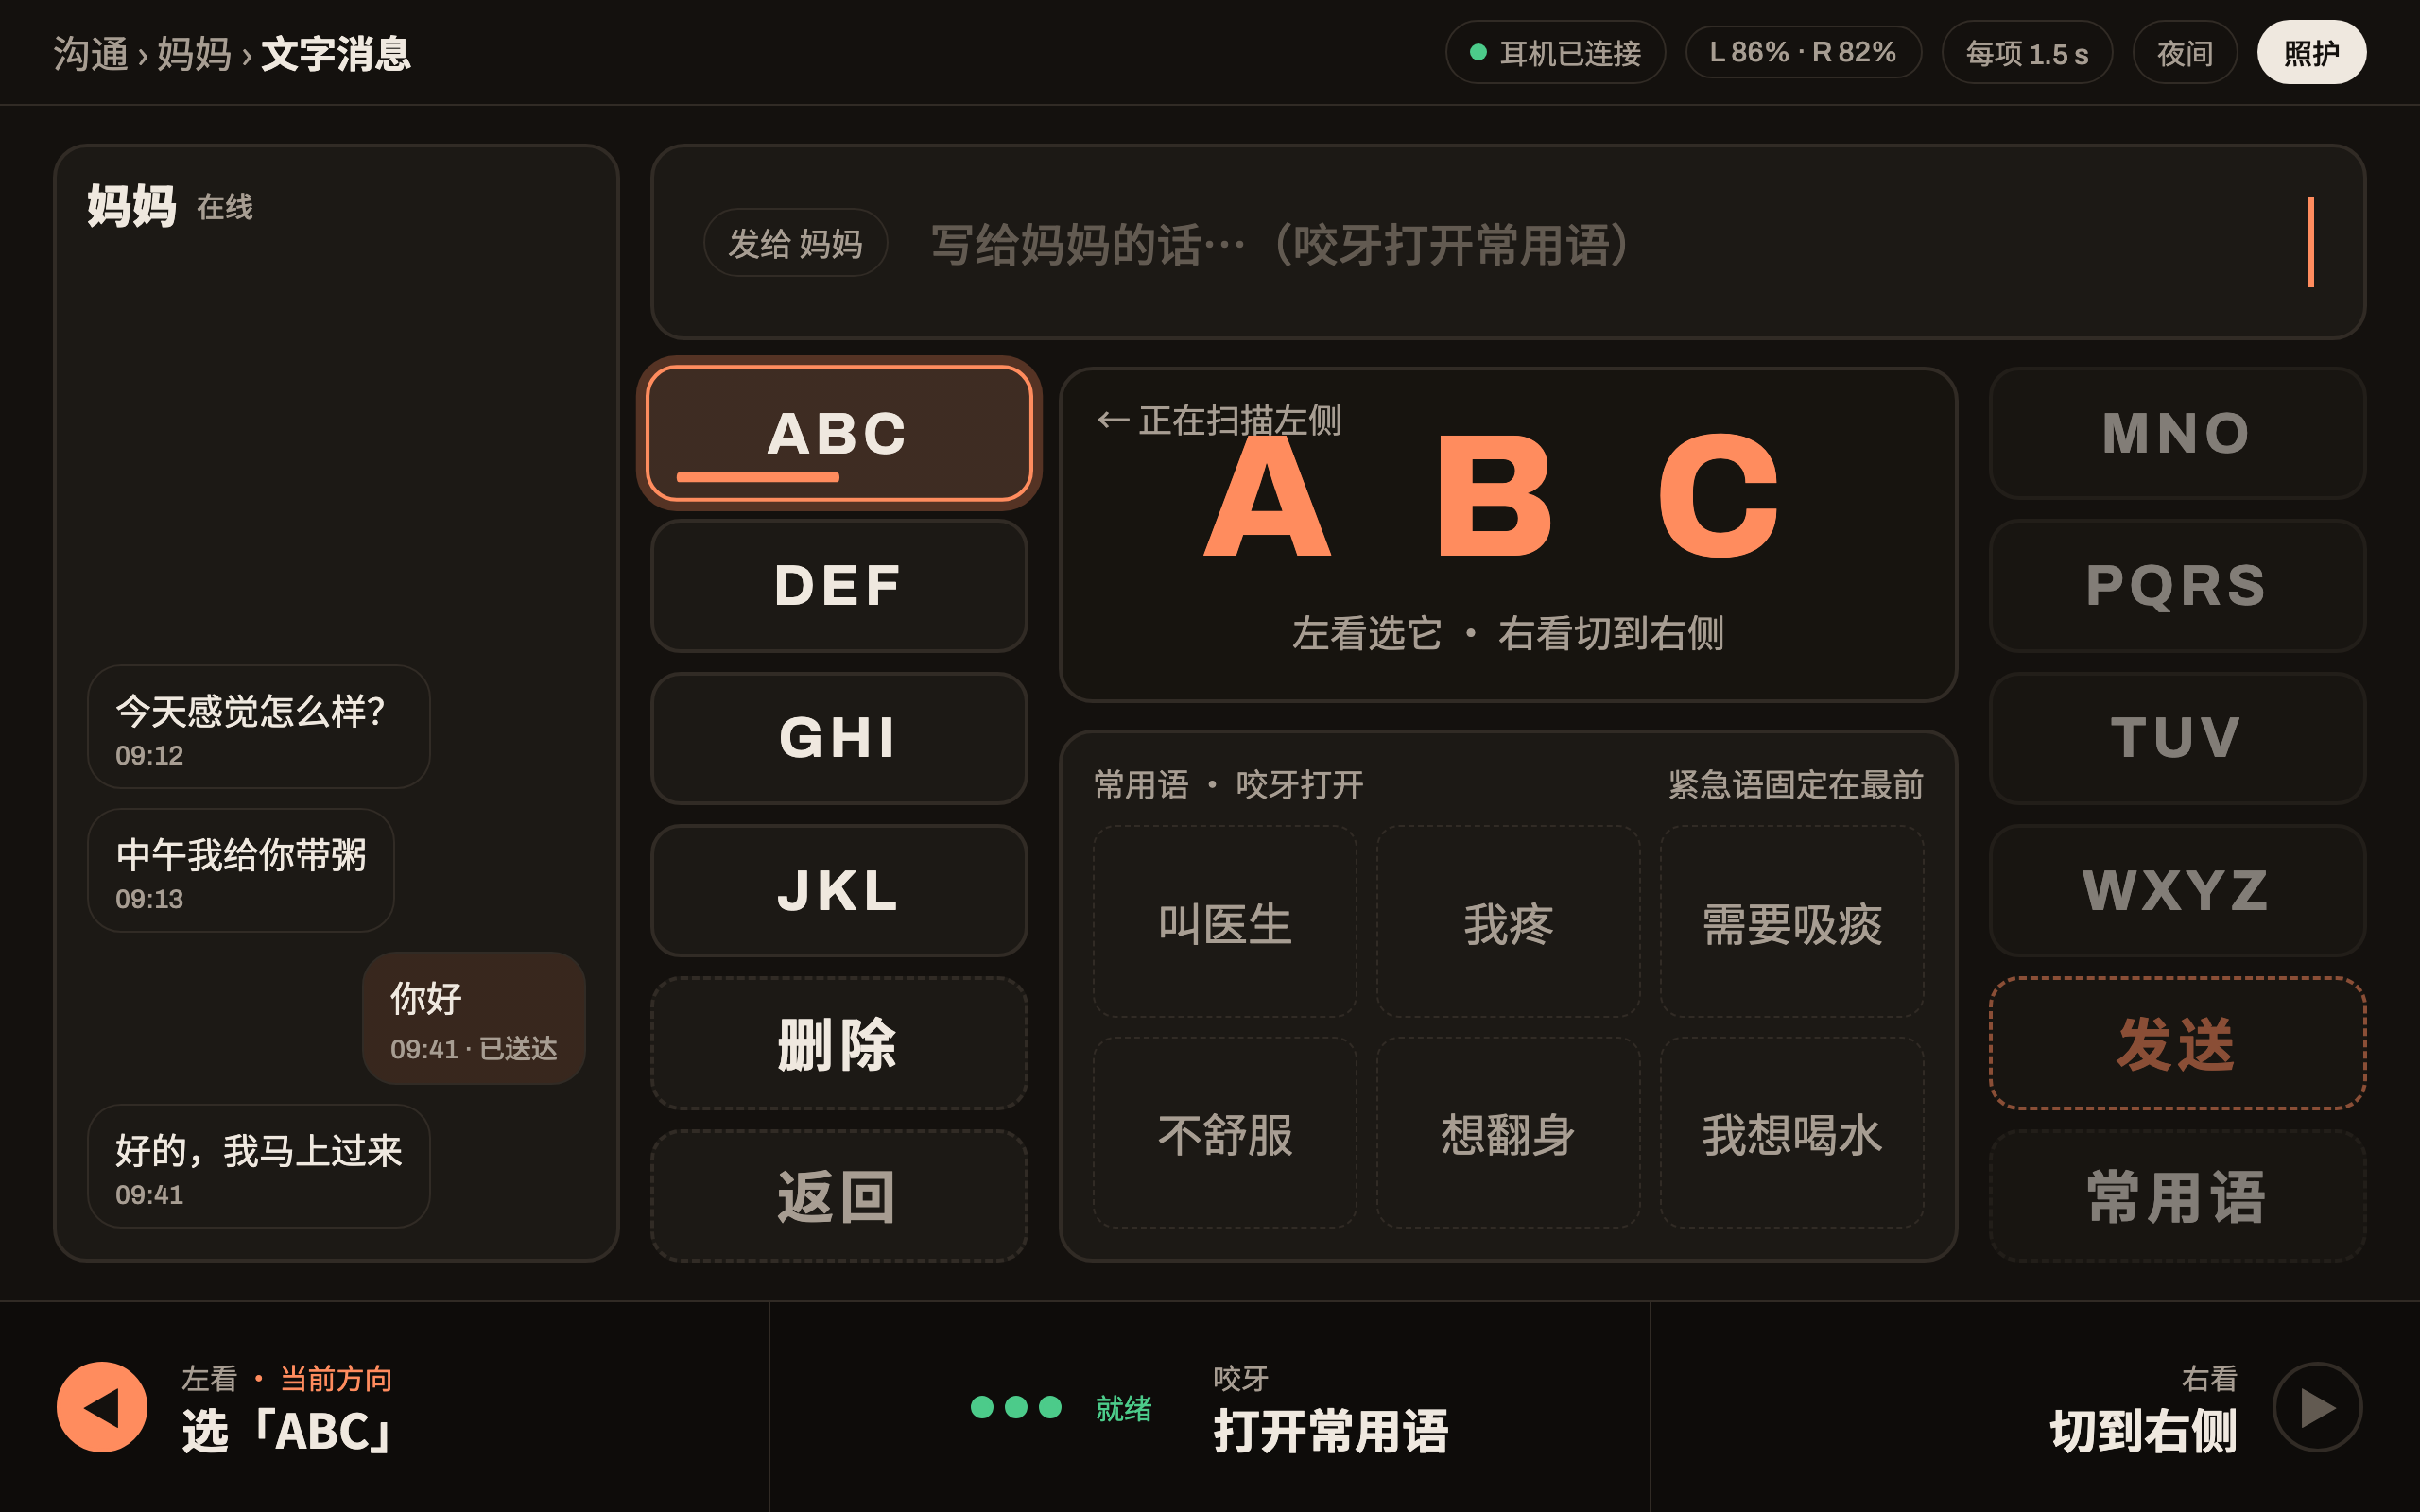 沟通 › 妈妈 › 文字消息
耳机已连接
L 86% · R 82%
每项 1.5 s
夜间
照护
妈妈 在线
今天感觉怎么样？
09:12
中午我给你带粥
09:13
你好
09:41 · 已送达
好的，我马上过来
09:41
发给 妈妈
写给妈妈的话…（咬牙打开常用语）
ABC
DEF
GHI
JKL
删除
返回
← 正在扫描左侧
A B C
左看选它 · 右看切到右侧
常用语 · 咬牙打开
紧急语固定在最前
叫医生
我疼
需要吸痰
不舒服
想翻身
我想喝水
MNO
PQRS
TUV
WXYZ
发送
常用语
左看 · 当前方向
选「ABC」
就绪
咬牙
打开常用语
右看
切到右侧